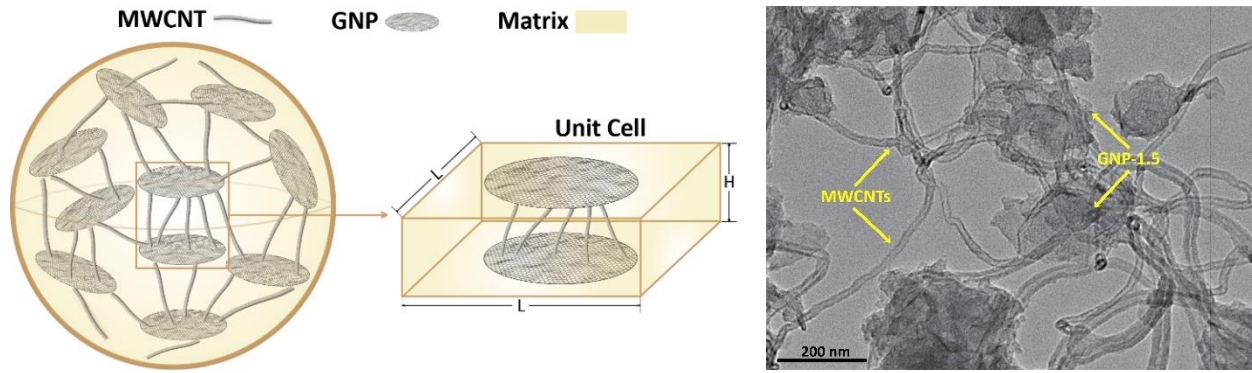 MWCNT
GNP
Matrix
Unit Cell
L
H
L
MWCNTs
GNP-1.5
200 nm